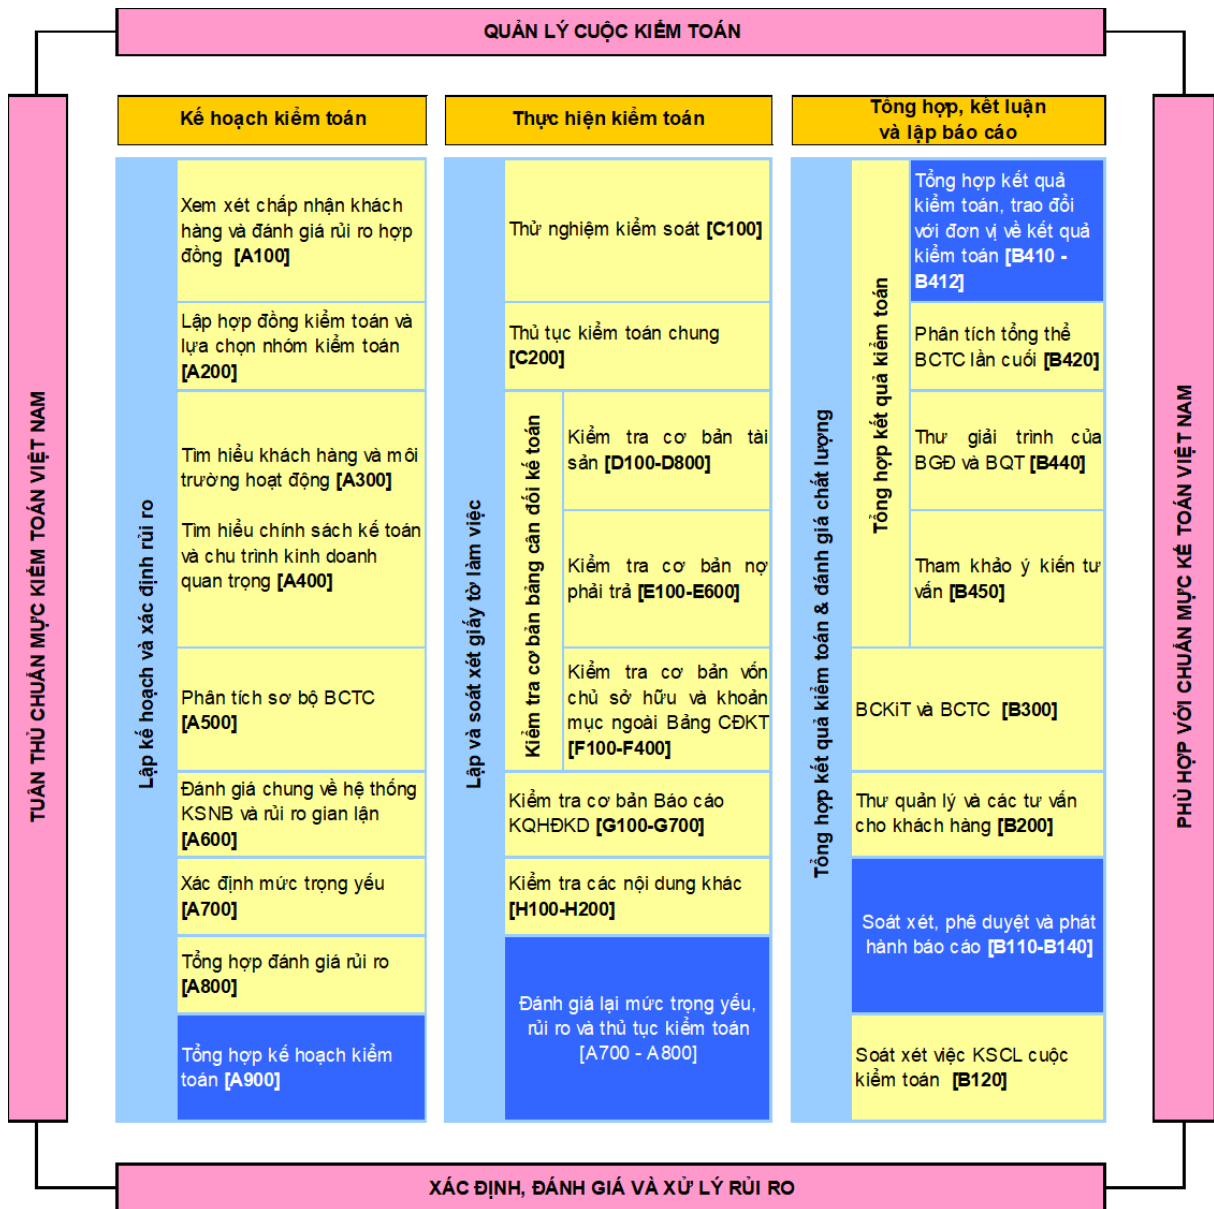 QUẢN LÝ CUỘC KIỂM TOÁN
TUÂN THỦ CHUẨN MỰC KIỂM TOÁN VIỆT NAM
Kế hoạch kiểm toán
Lập kế hoạch và xác định rủi ro
Xem xét chấp nhận khách
hàng và đánh giá rủi ro hợp
đồng [A100]
Lập hợp đồng kiểm toán và
lựa chọn nhóm kiểm toán
[A200]
Tìm hiểu khách hàng và môi
trường hoạt động [A300]
Tìm hiểu chính sách kế toán
và chu trình kinh doanh
quan trọng [A400]
Phân tích sơ bộ BCTC
[A500]
Đánh giá chung về hệ thống
KSNB và rủi ro gian lận
[A600]
Xác định mức trọng yếu
[A700]
Tổng hợp đánh giá rủi ro
[A800]
Tổng hợp kế hoạch kiểm
toán [A900]
Thực hiện kiểm toán
Lập và soát xét giấy tờ làm việc
Thử nghiệm kiểm soát [C100]
Thủ tục kiểm toán chung
[C200]
Kiểm tra cơ bản bảng cân đối kế toán
Kiểm tra cơ bản tài
sản [D100-D800]
Kiểm tra cơ bản nợ
phải trả [E100-E600]
Kiểm tra cơ bản vốn
chủ sở hữu và khoản
mục ngoài Bảng CĐKT
[F100-F400]
Kiểm tra cơ bản Báo cáo
KQHĐKD [G100-G700]
Kiểm tra các nội dung khác
[H100-H200]
Đánh giá lại mức trọng yếu,
rủi ro và thủ tục kiểm toán
[A700 - A800]
Tổng hợp, kết luận
và lập báo cáo
Tổng hợp kết quả kiểm toán & đánh giá chất lượng
Tổng hợp kết quả kiểm toán
Tổng hợp kết quả
kiểm toán, trao đổi
với đơn vị về kết quả
kiểm toán [B410 -
B412]
Phân tích tổng thể
BCTC lần cuối [B420]
Thư giải trình của
BGĐ và BQT [B440]
Tham khảo ý kiến tư
vấn [B450]
BCKiT và BCTC [B300]
Thư quản lý và các tư vấn
cho khách hàng [B200]
Soát xét, phê duyệt và phát
hành báo cáo [B110-B140]
Soát xét việc KSCL cuộc
kiểm toán [B120]
PHÙ HỢP VỚI CHUẨN MỰC KẾ TOÁN VIỆT NAM
XÁC ĐỊNH, ĐÁNH GIÁ VÀ XỬ LÝ RỦI RO